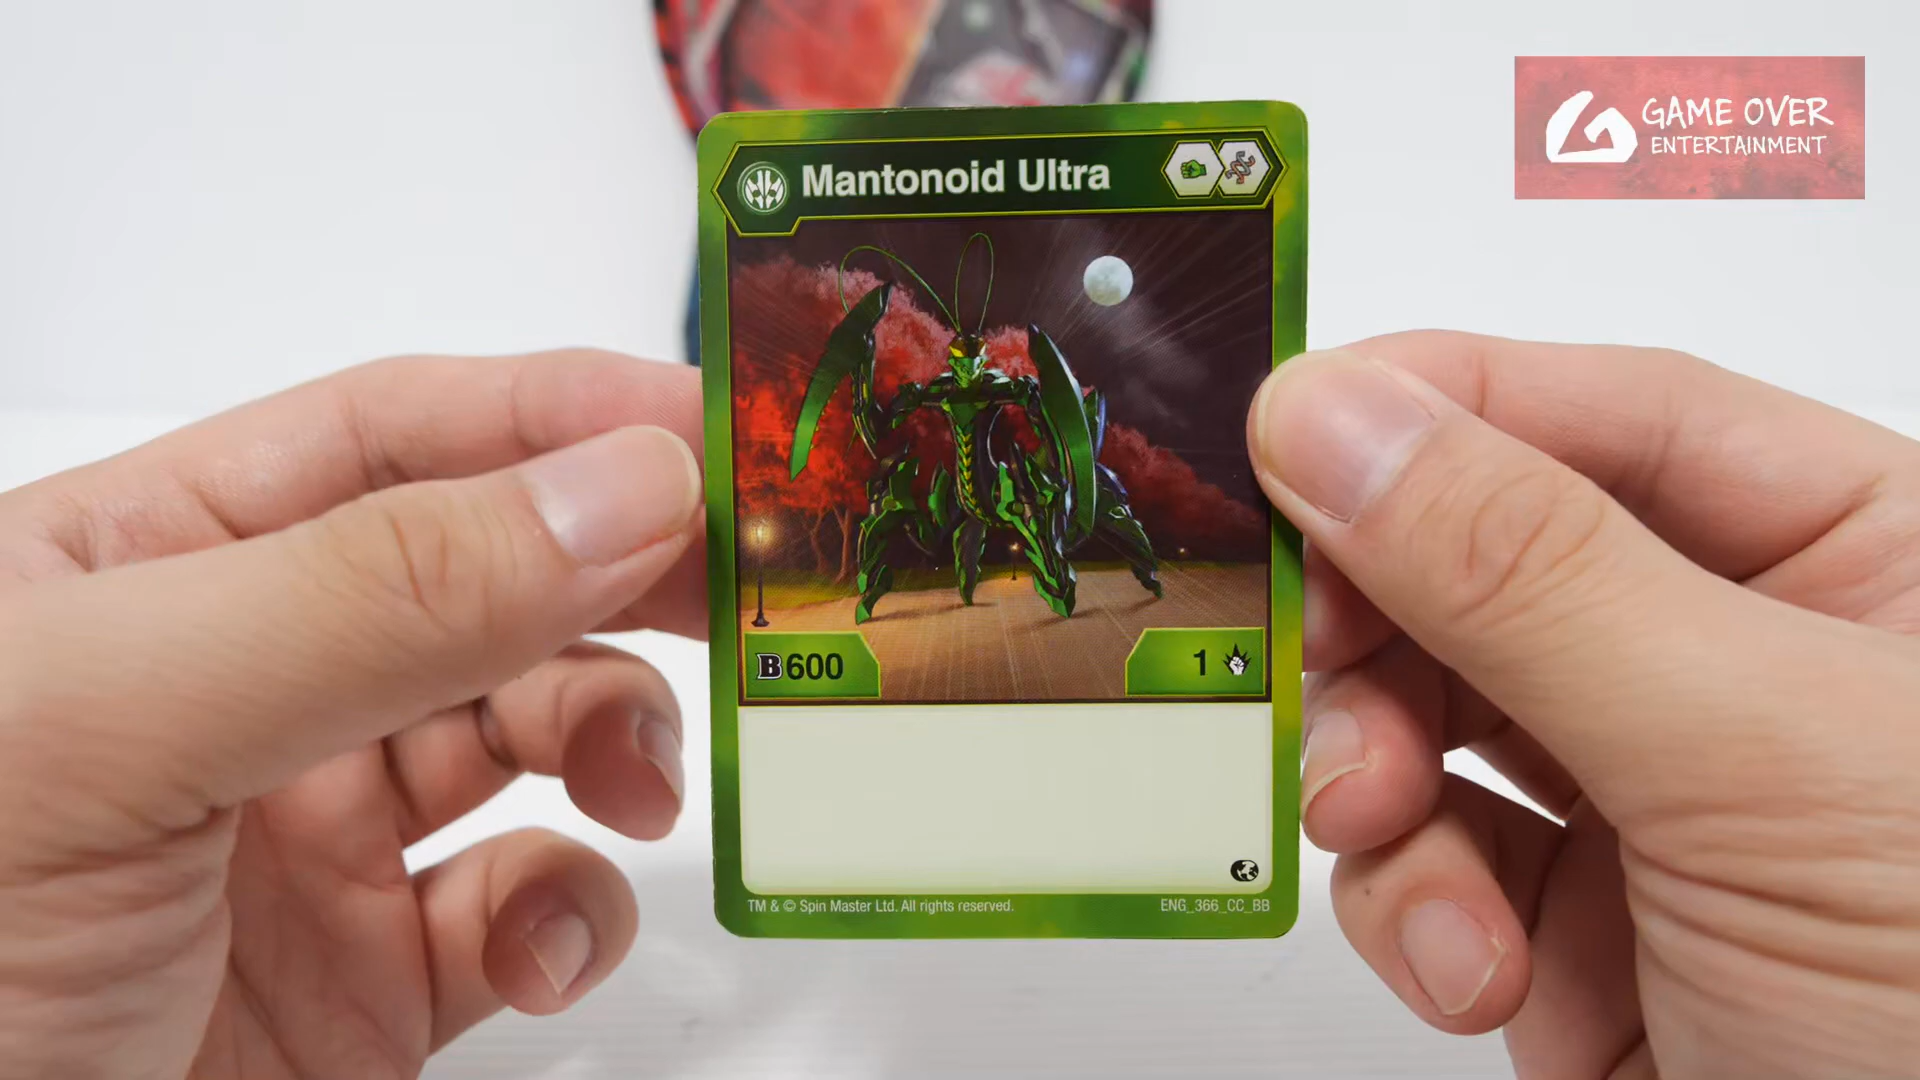 GAME OVER
ENTERTAINMENT
Mantonoid Ultra
B600
1
TM & © Spin Master Ltd. All rights reserved.
ENG_366_CC_BB